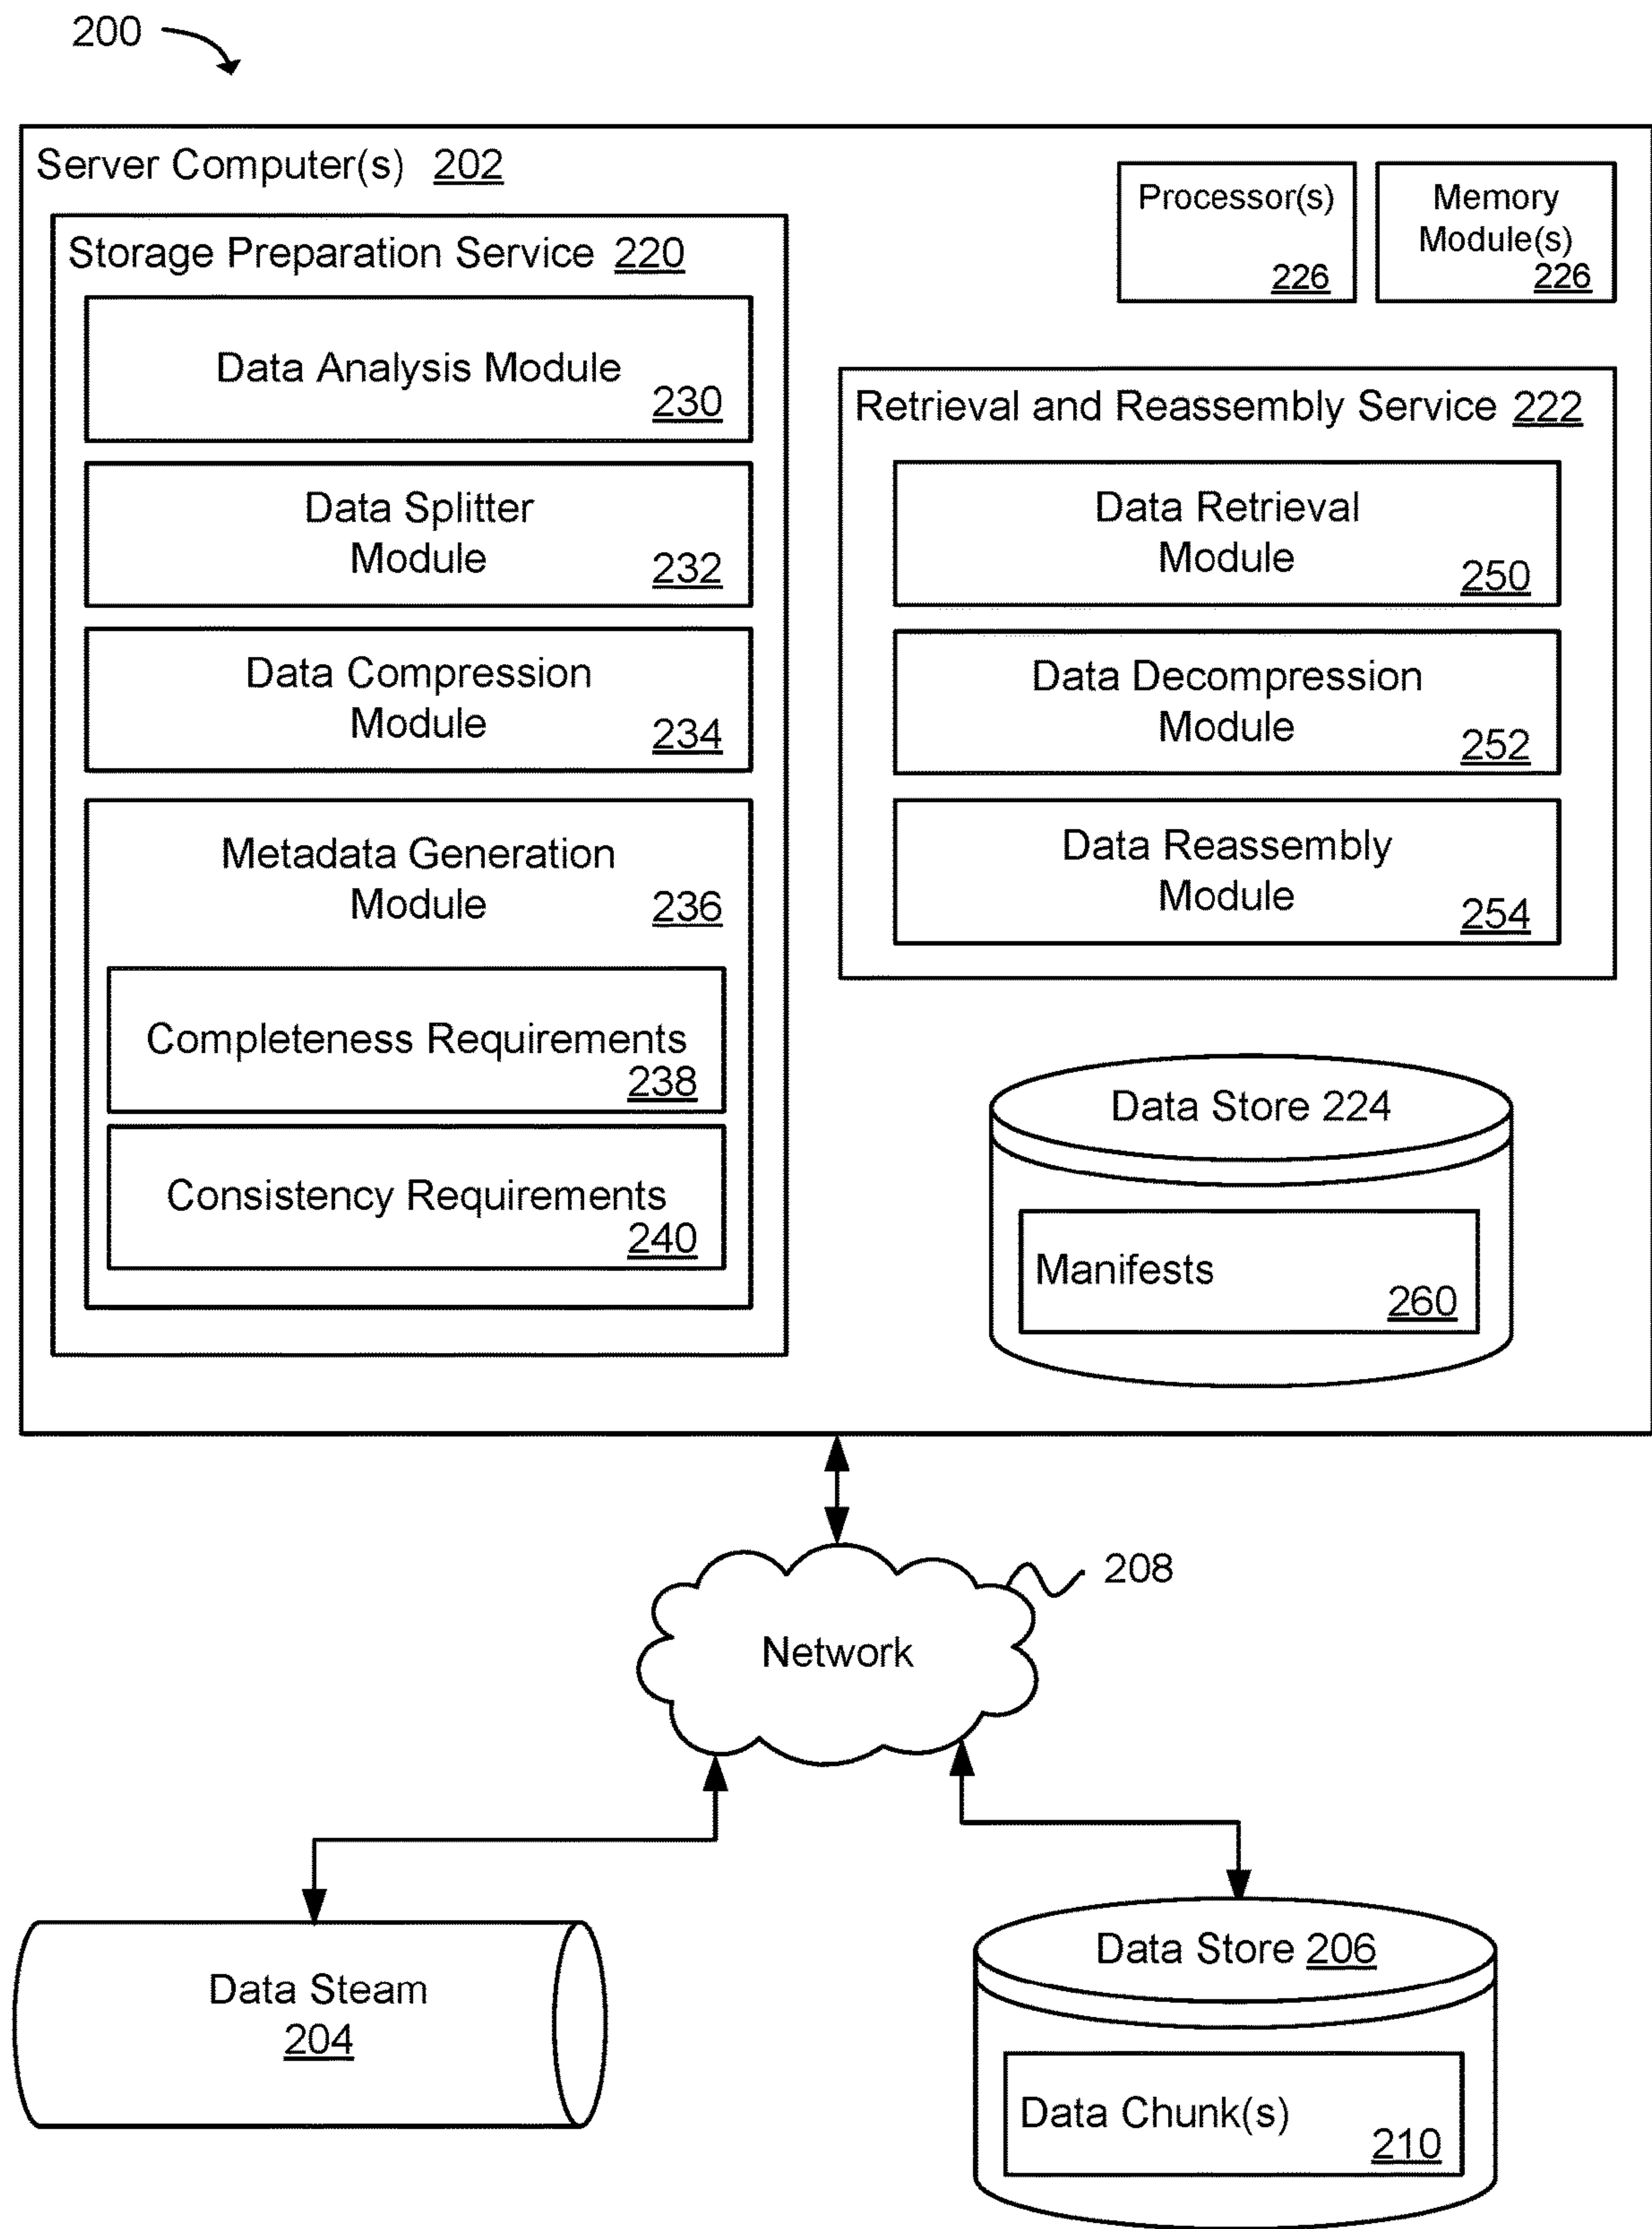 200
Server Computer(s) 202
Processor(s)
226
Memory
Module(s)
226
Storage Preparation Service 220
Data Analysis Module
230
Data Splitter
Module
232
Data Compression
Module
234
Metadata Generation
Module
236
Completeness Requirements
238
Consistency Requirements
240
Retrieval and Reassembly Service 222
Data Retrieval
Module
250
Data Decompression
Module
252
Data Reassembly
Module
254
Data Store 224
Manifests
260
208
Network
Data Steam
204
Data Store 206
Data Chunk(s)
210